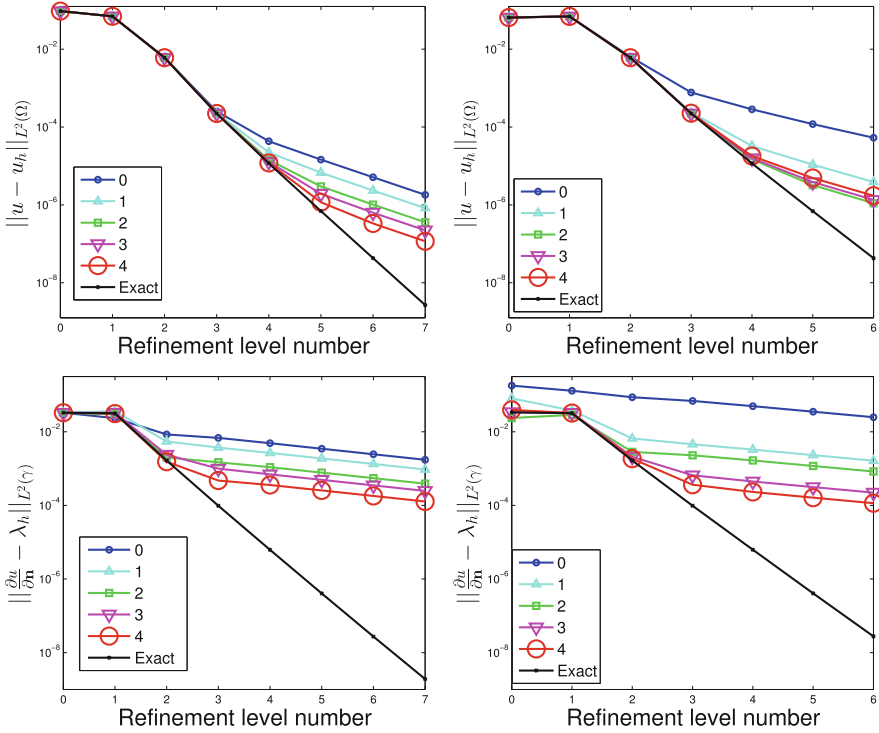 ||u − u_h||_{L^2(Ω)}
10^{−2}
10^{−4}
10^{−6}
10^{−8}
0
1
2
3
4
Exact
0 1 2 3 4 5 6 7
Refinement level number
||u − u_h||_{L^2(Ω)}
10^{−2}
10^{−4}
10^{−6}
10^{−8}
0
1
2
3
4
Exact
0 1 2 3 4 5 6
Refinement level number
||∂u/∂n − λ_h||_{L^2(γ)}
10^{−2}
10^{−4}
10^{−6}
10^{−8}
0
1
2
3
4
Exact
0 1 2 3 4 5 6 7
Refinement level number
||∂u/∂n − λ_h||_{L^2(γ)}
10^{−2}
10^{−4}
10^{−6}
10^{−8}
0
1
2
3
4
Exact
0 1 2 3 4 5 6
Refinement level number